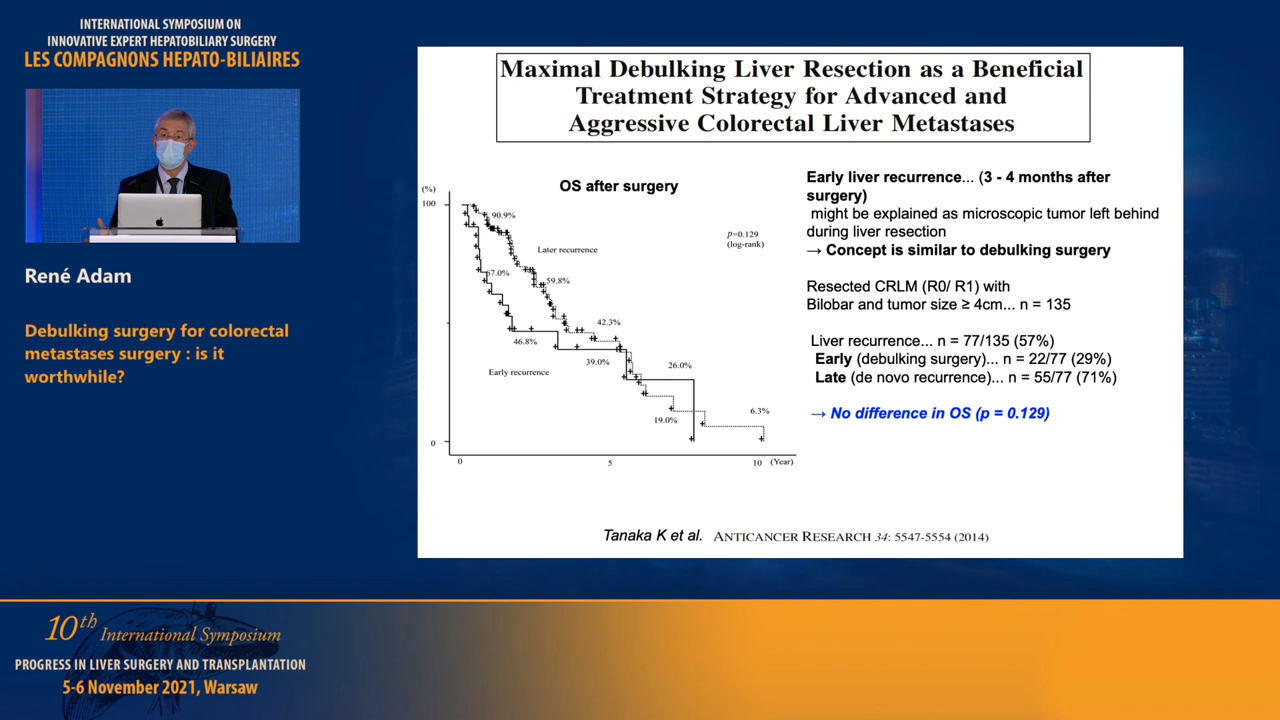 INTERNATIONAL SYMPOSIUM ON
INNOVATIVE EXPERT HEPATOBILIARY SURGERY
LES COMPAGNONS HEPATO-BILIAIRES
René Adam
Debulking surgery for colorectal
metastases surgery : is it
worthwhile?
10th International Symposium
PROGRESS IN LIVER SURGERY AND TRANSPLANTATION
5-6 November 2021, Warsaw
Maximal Debulking Liver Resection as a Beneficial
Treatment Strategy for Advanced and
Aggressive Colorectal Liver Metastases
OS after surgery
(%)
100
90.9%
p=0.129
(log-rank)
Later recurrence
67.0%
59.8%
42.3%
46.8%
39.0%
26.0%
Early recurrence
19.0%
6.3%
0
0 5 10 (Year)
Early liver recurrence... (3 - 4 months after
surgery)
might be explained as microscopic tumor left behind
during liver resection
→ Concept is similar to debulking surgery
Resected CRLM (R0/ R1) with
Bilobar and tumor size ≥ 4cm... n = 135
Liver recurrence... n = 77/135 (57%)
Early (debulking surgery)... n = 22/77 (29%)
Late (de novo recurrence)... n = 55/77 (71%)
→ No difference in OS (p = 0.129)
Tanaka K et al. ANTICANCER RESEARCH 34: 5547-5554 (2014)